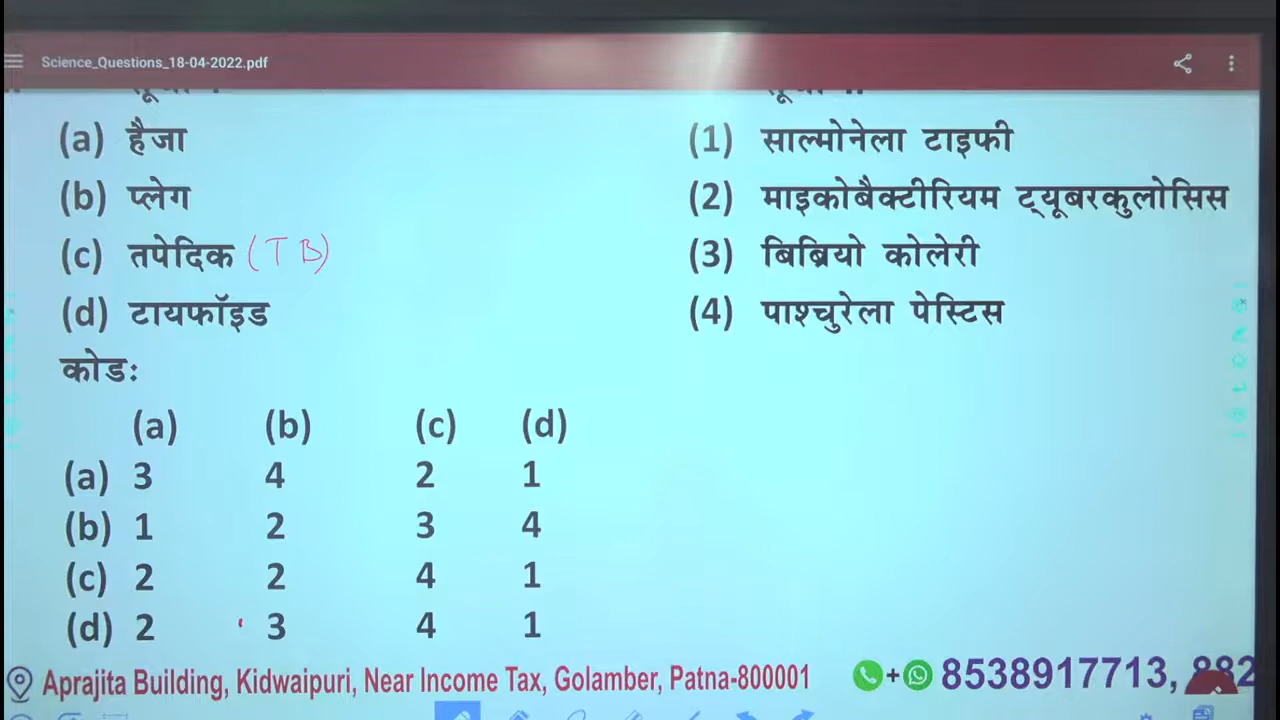 Science_Questions_18-04-2022.pdf
(a) हैजा (1) साल्मोनेला टाइफी
(b) प्लेग (2) माइकोबैक्टीरियम ट्यूबरकुलोसिस
(c) तपेदिक (TB) (3) बिब्रियो कोलेरी
(d) टायफॉइड (4) पाश्चुरेला पेस्टिस
कोडः
(a) (b) (c) (d)
(a) 3 4 2 1
(b) 1 2 3 4
(c) 2 2 4 1
(d) 2 3 4 1
Aprajita Building, Kidwaipuri, Near Income Tax, Golamber, Patna-800001 + 8538917713, 882